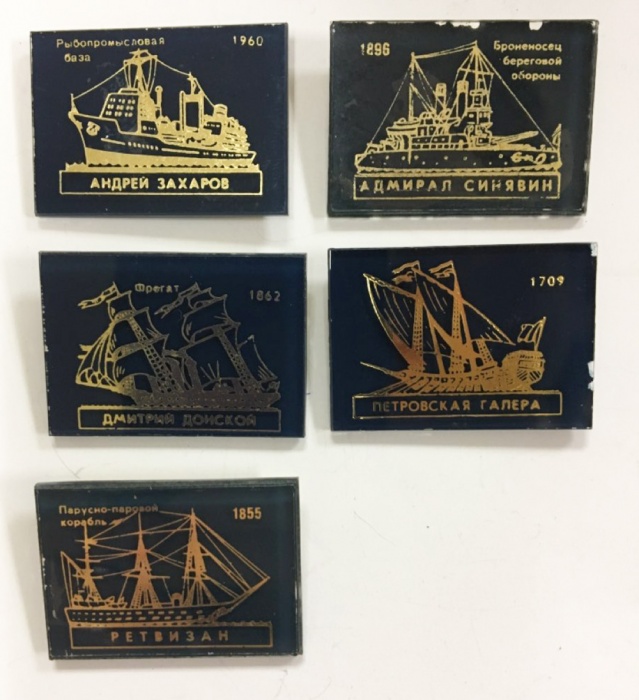 Рыбопромысловая
база
1960
АНДРЕЙ ЗАХАРОВ
1896
Броненосец
береговой
обороны
АДМИРАЛ СИНЯВИН
Фрегат
1862
ДМИТРИЙ ДОНСКОЙ
1709
ПЕТРОВСКАЯ ГАЛЕРА
Парусно-паровой
корабль
1855
РЕТВИЗАН